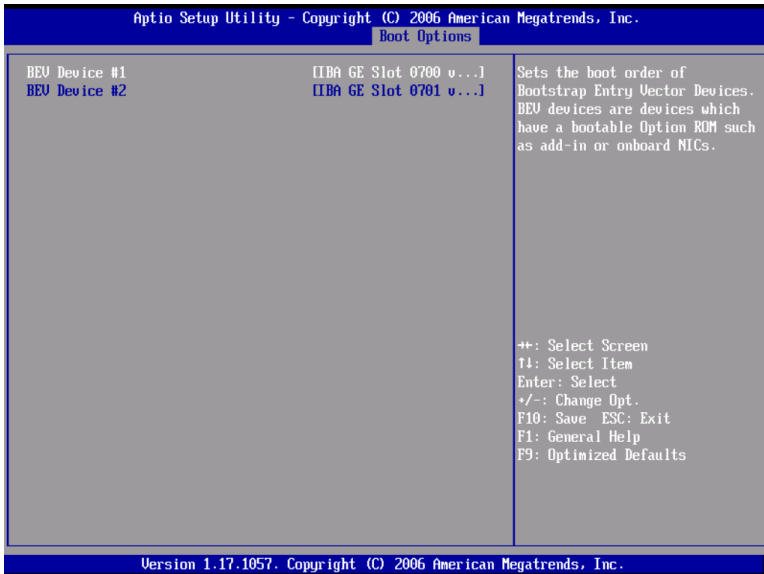 Aptio Setup Utility - Copyright (C) 2006 American Megatrends, Inc.
Boot Options
BEV Device #1 [IBA GE Slot 0700 v...]
BEV Device #2 [IBA GE Slot 0701 v...]
Sets the boot order of
Bootstrap Entry Vector Devices.
BEV devices are devices which
have a bootable Option ROM such
as add-in or onboard NICs.
→←: Select Screen
↑↓: Select Item
Enter: Select
+/-: Change Opt.
F10: Save ESC: Exit
F1: General Help
F9: Optimized Defaults
Version 1.17.1057. Copyright (C) 2006 American Megatrends, Inc.